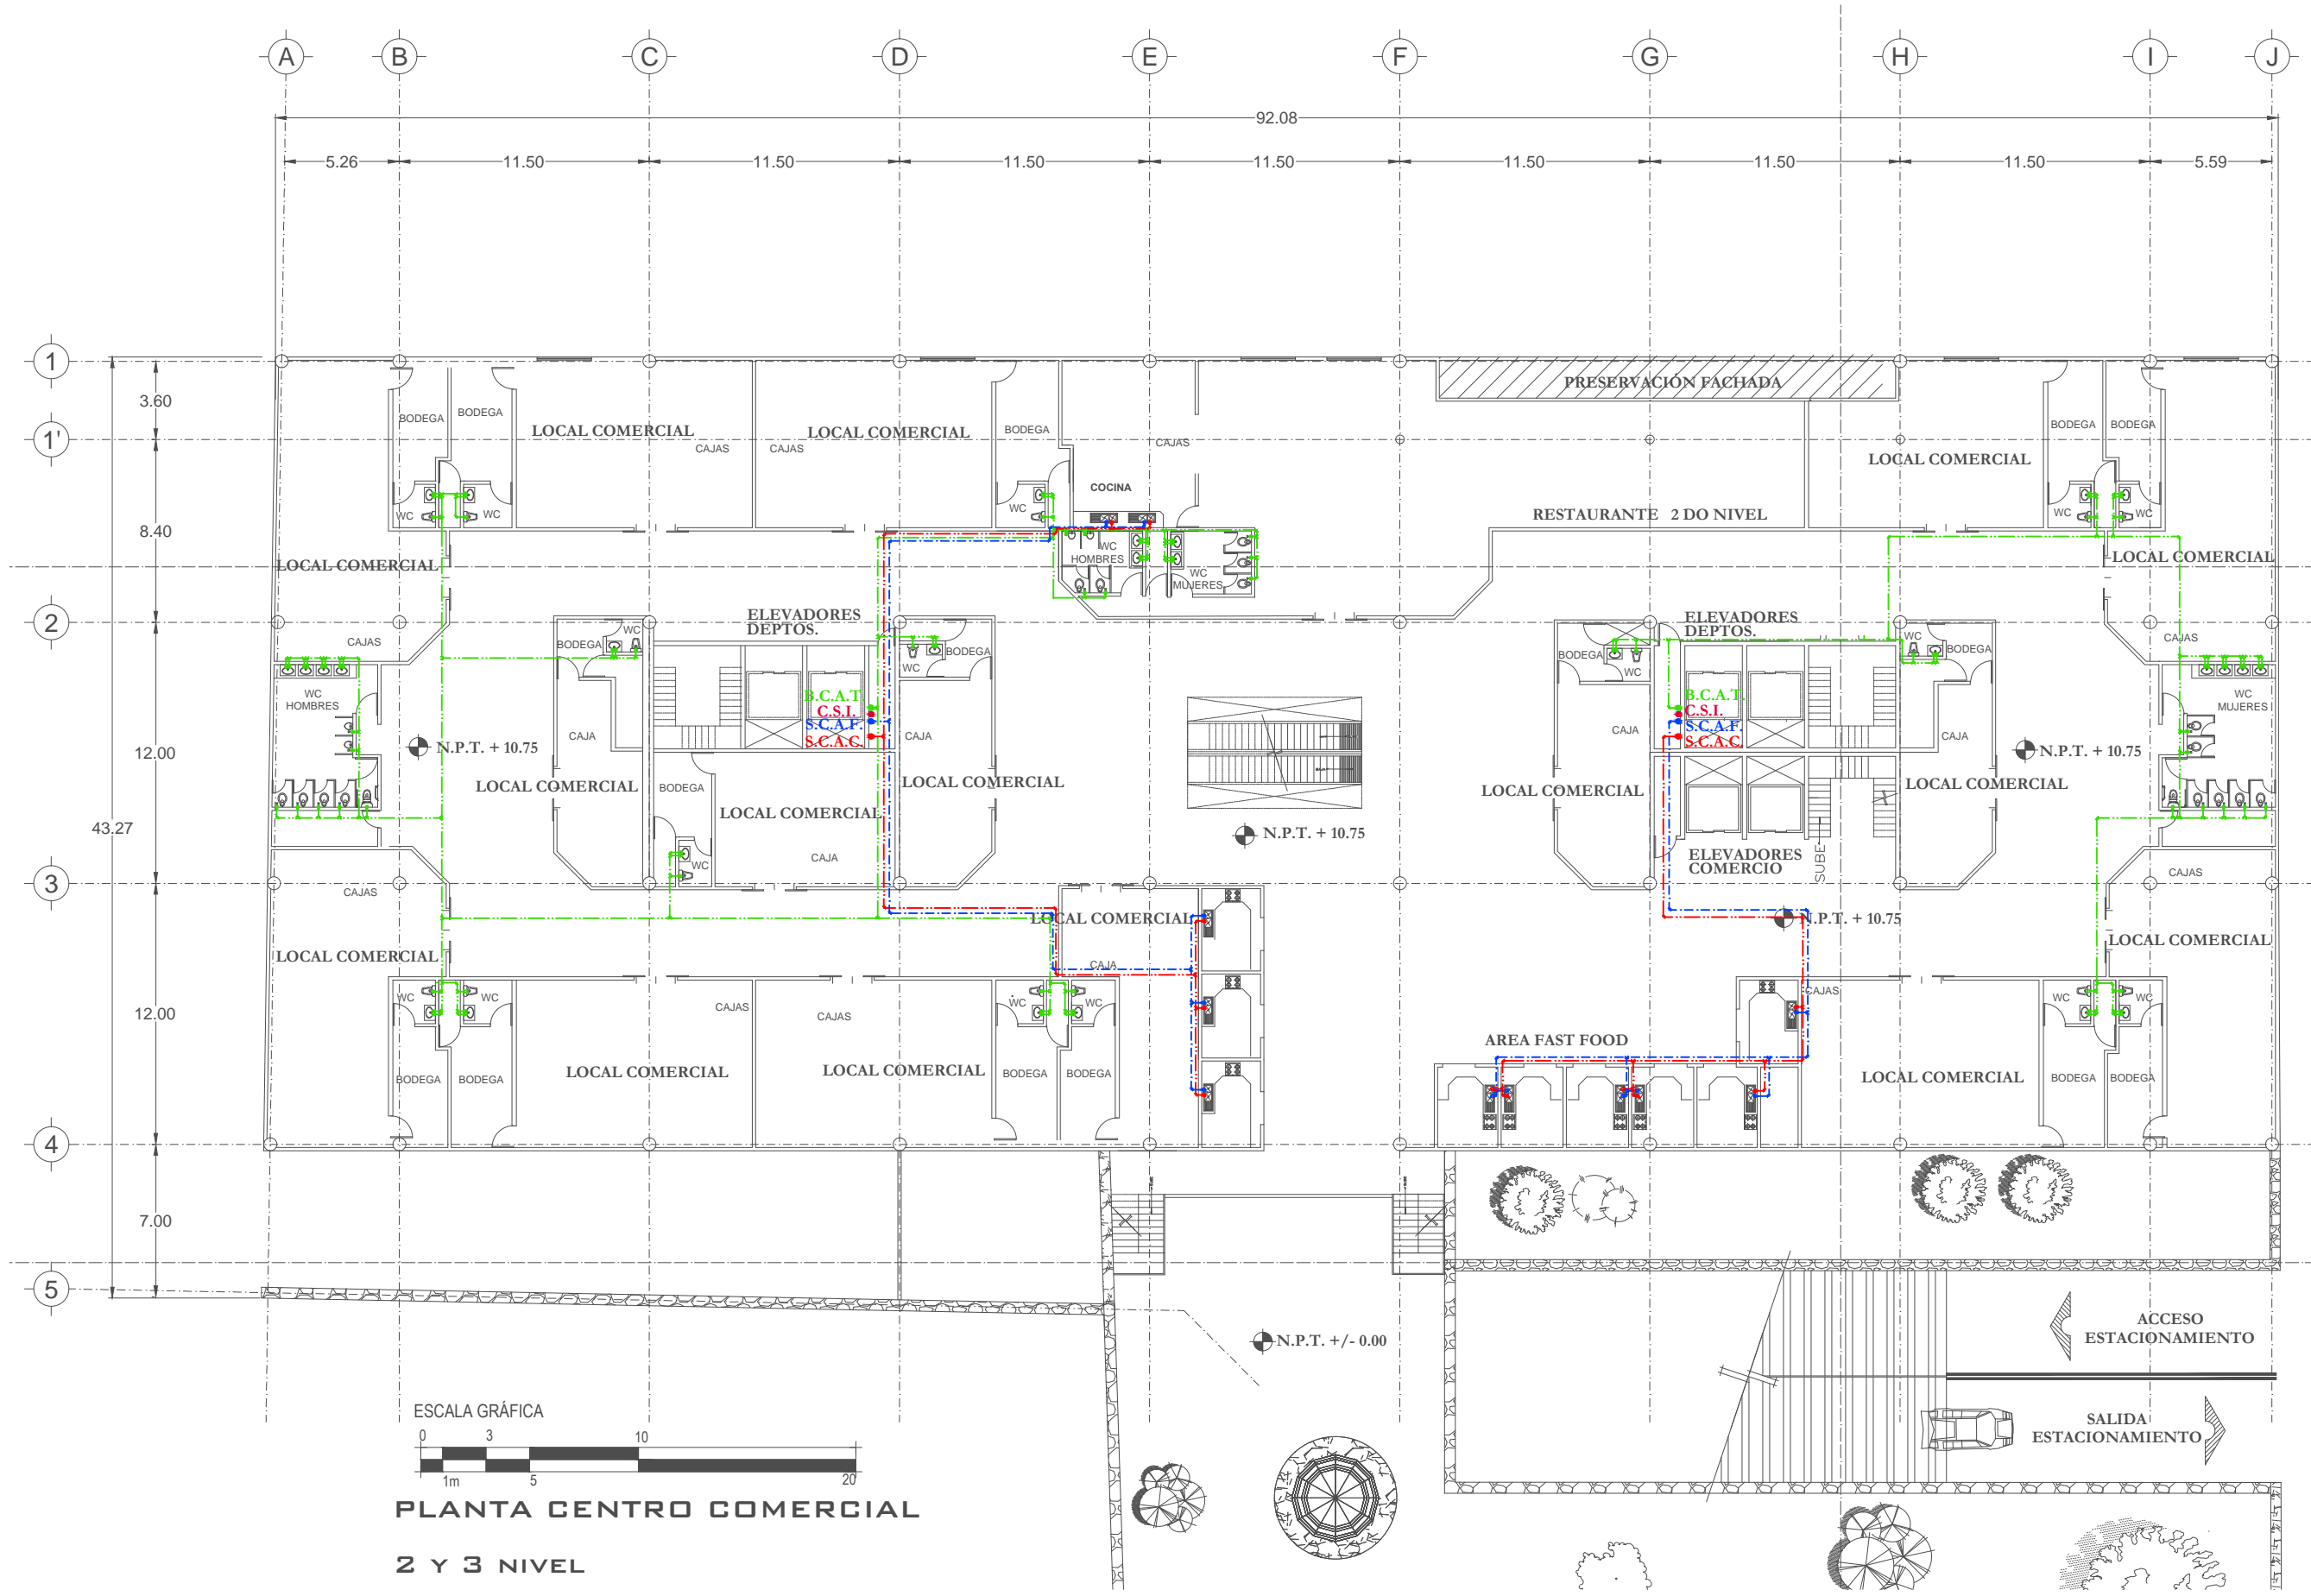 A B C D E F G H I J
92.08
5.26 11.50 11.50 11.50 11.50 11.50 11.50 11.50 5.59
1
3.60
PRESERVACIÓN FACHADA
BODEGA BODEGA
LOCAL COMERCIAL
CAJAS
CAJAS
LOCAL COMERCIAL
BODEGA
CAJAS
BODEGA BODEGA
1'
LOCAL COMERCIAL
COCINA
WC WC
WC
RESTAURANTE 2 DO NIVEL
WC WC
8.40
LOCAL COMERCIAL
WC
HOMBRES
WC
MUJERES
LOCAL COMERCIAL
2
ELEVADORES
DEPTOS.
ELEVADORES
DEPTOS.
CAJAS
BODEGA
WC
WC
BODEGA
BODEGA
WC
WC
BODEGA
CAJAS
WC
HOMBRES
B.C.A.T.
C.S.I.
S.C.A.F.
S.C.A.C.
B.C.A.T.
C.S.I.
S.C.A.F.
S.C.A.C.
WC
MUJERES
12.00
N.P.T. + 10.75
CAJA
CAJA
CAJA
CAJA
N.P.T. + 10.75
LOCAL COMERCIAL
BODEGA
LOCAL COMERCIAL
LOCAL COMERCIAL
LOCAL COMERCIAL
LOCAL COMERCIAL
43.27
N.P.T. + 10.75
WC
CAJA
ELEVADORES
COMERCIO
SUBE
3
CAJAS
CAJAS
LOCAL COMERCIAL
N.P.T. + 10.75
LOCAL COMERCIAL
LOCAL COMERCIAL
CAJA
12.00
WC WC
CAJAS
CAJAS
WC WC
CAJAS
WC WC
AREA FAST FOOD
BODEGA BODEGA
LOCAL COMERCIAL
LOCAL COMERCIAL
BODEGA BODEGA
LOCAL COMERCIAL
BODEGA BODEGA
4
7.00
5
N.P.T. +/- 0.00
ACCESO
ESTACIONAMIENTO
SALIDA
ESTACIONAMIENTO
ESCALA GRÁFICA
0 3 10
1m 5 20
PLANTA CENTRO COMERCIAL
2 Y 3 NIVEL